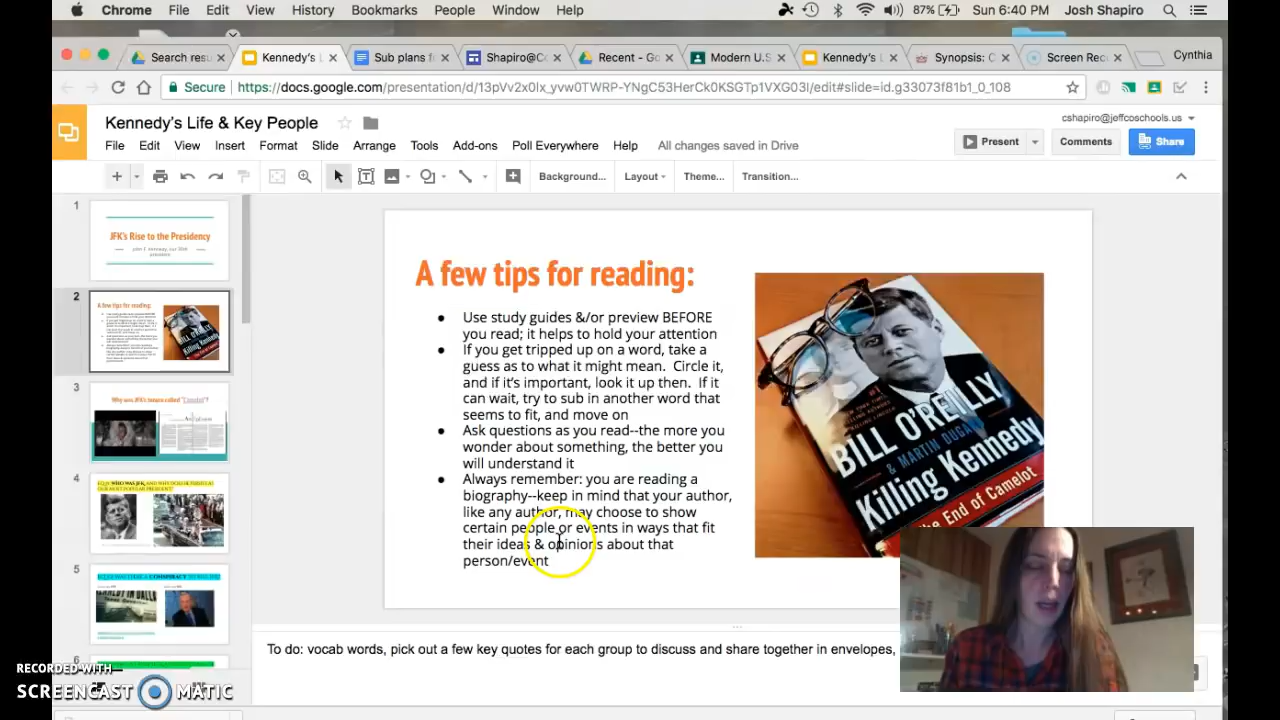 Chrome File Edit View History Bookmarks People Window Help 87% Sun 6:40 PM Josh Shapiro
Search resu Kennedy's L Sub plans f Shapiro@Co Recent - Go Modern U.S Kennedy's L Synopsis: C Screen Rec Cynthia
Secure https://docs.google.com/presentation/d/13pVv2x0lx_yvw0TWRP-YNgC53HerCk0KSGTp1VXG03I/edit#slide=id.g33073f81b1_0_108
Kennedy's Life & Key People
cshapiro@jeffcoschools.us
File Edit View Insert Format Slide Arrange Tools Add-ons Poll Everywhere Help All changes saved in Drive
Present Comments Share
Background... Layout Theme... Transition...
1
JFK's Rise to the Presidency
2
A few tips for reading:
3
Why was JFK's tenure called "Camelot"?
4
5
6
A few tips for reading:
● Use study guides &/or preview BEFORE
you read; it helps to hold your attention
● If you get tripped up on a word, take a
guess as to what it might mean. Circle it,
and if it's important, look it up then. If it
can wait, try to sub in another word that
seems to fit, and move on
● Ask questions as you read--the more you
wonder about something, the better you
will understand it
● Always remember: you are reading a
biography--keep in mind that your author,
like any author, may choose to show
certain people or events in ways that fit
their ideas & opinions about that
person/event
BILL O'REILLY
& MARTIN DUGARD
Killing Kennedy
The End of Camelot
To do: vocab words, pick out a few key quotes for each group to discuss and share together in envelopes,
RECORDED WITH
SCREENCAST MATIC